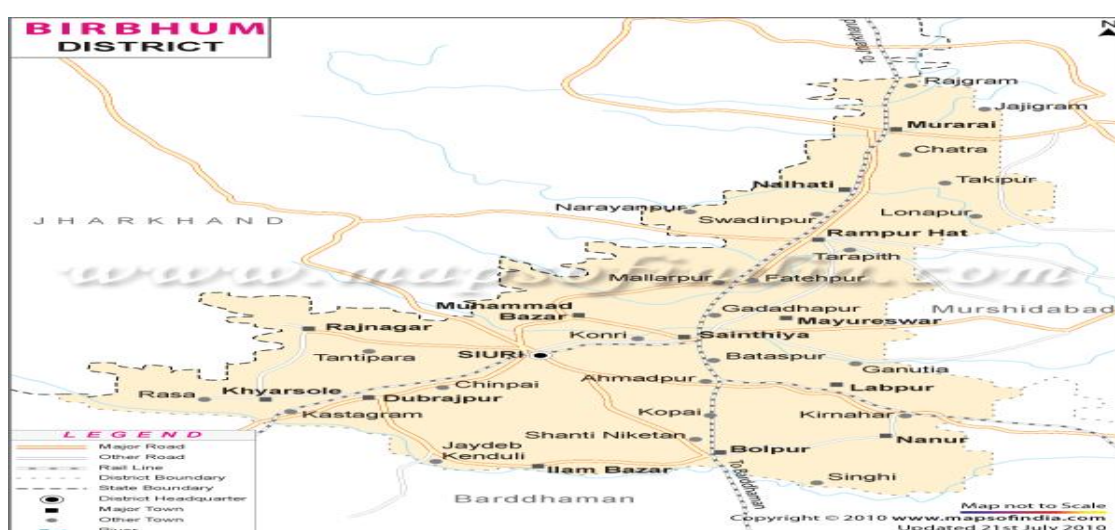 BIRBHUM
DISTRICT
To Jharkhand
Rajgram
Jajigram
Murarai
Chatra
Nalhati
Takipur
Narayanpur
Swadinpur
Lonapur
JHARKHAND
Rampur Hat
Tarapith
www.mapsofindia.com
Mallarpur
Fatehpur
Muhammad
Bazar
Gadadhapur
Murshidabad
Mayureswar
Rajnagar
Konri
Sainthiya
Tantipara
SIURI
Bataspur
Ganutia
Ahmadpur
Labpur
Chinpai
Khyarsole
Rasa
Dubrajpur
Kastagram
Kopai
Kirnahar
Shanti Niketan
Nanur
Jaydeb
Kenduli
Bolpur
Ilam Bazar
Singhi
To Barddhaman
Barddhaman
LEGEND
Major Road
Other Road
Rail Line
District Boundary
State Boundary
District Headquarter
Major Town
Other Town
River
Map not to Scale
Copyright © 2010 www.mapsofindia.com
Updated 21st July 2010